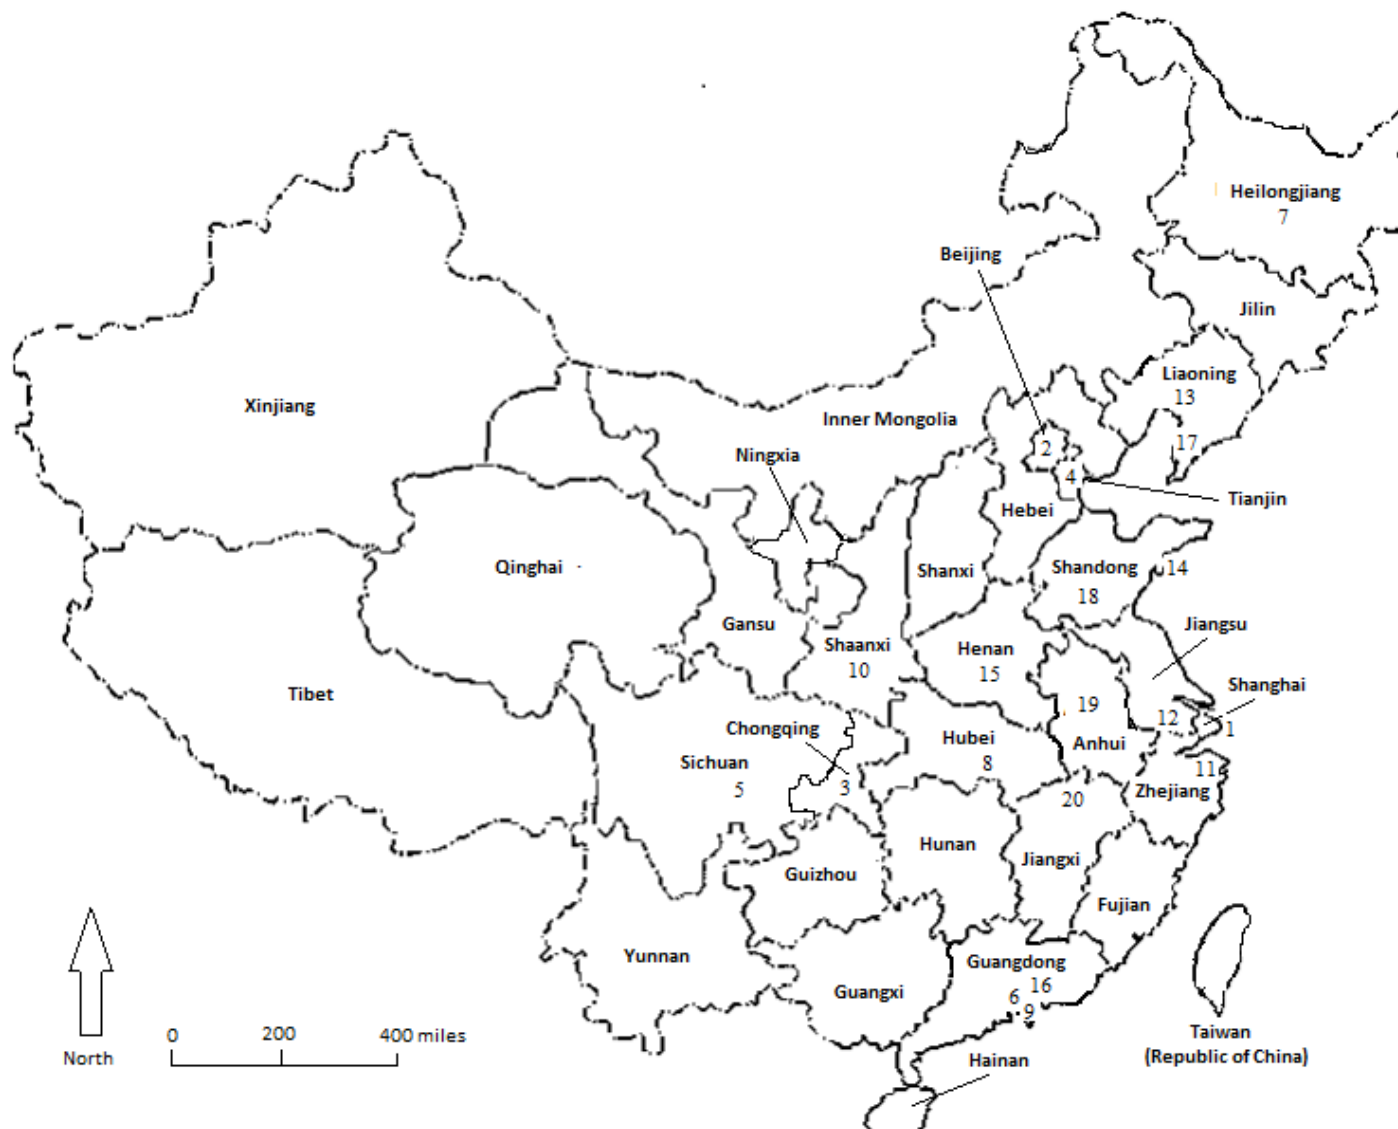 Heilongjiang
7
Beijing
Jilin
Liaoning
13
Xinjiang
Inner Mongolia
2
17
Ningxia
4
Tianjin
Hebei
Qinghai
Shanxi
Shandong
14
18
Gansu
Jiangsu
Shaanxi
10
Henan
15
Shanghai
Tibet
19
12
1
Chongqing
Hubei
Anhui
Sichuan
8
11
5
3
Zhejiang
20
Hunan
Jiangxi
Guizhou
Fujian
Yunnan
Guangdong
16
Guangxi
6
9
0 200 400 miles
North
Taiwan
(Republic of China)
Hainan